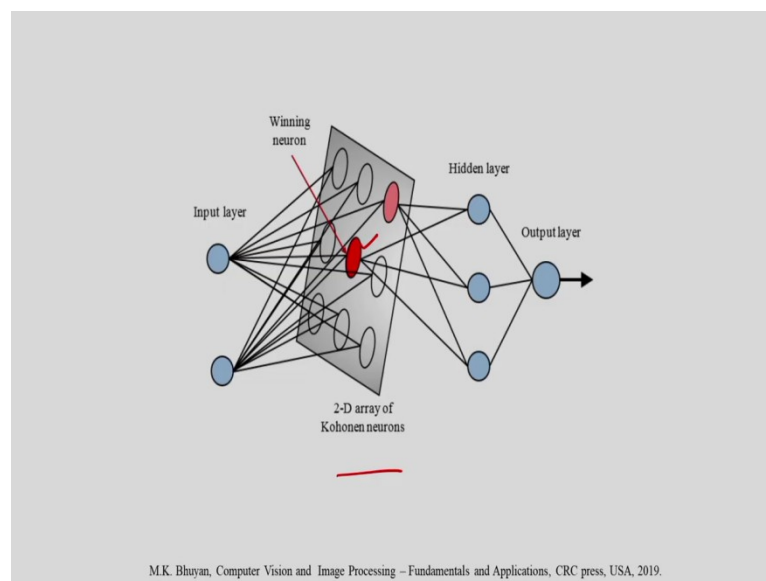 Winning
neuron
Hidden layer
Input layer
Output layer
2-D array of
Kohonen neurons
M.K. Bhuyan, Computer Vision and Image Processing – Fundamentals and Applications, CRC press, USA, 2019.